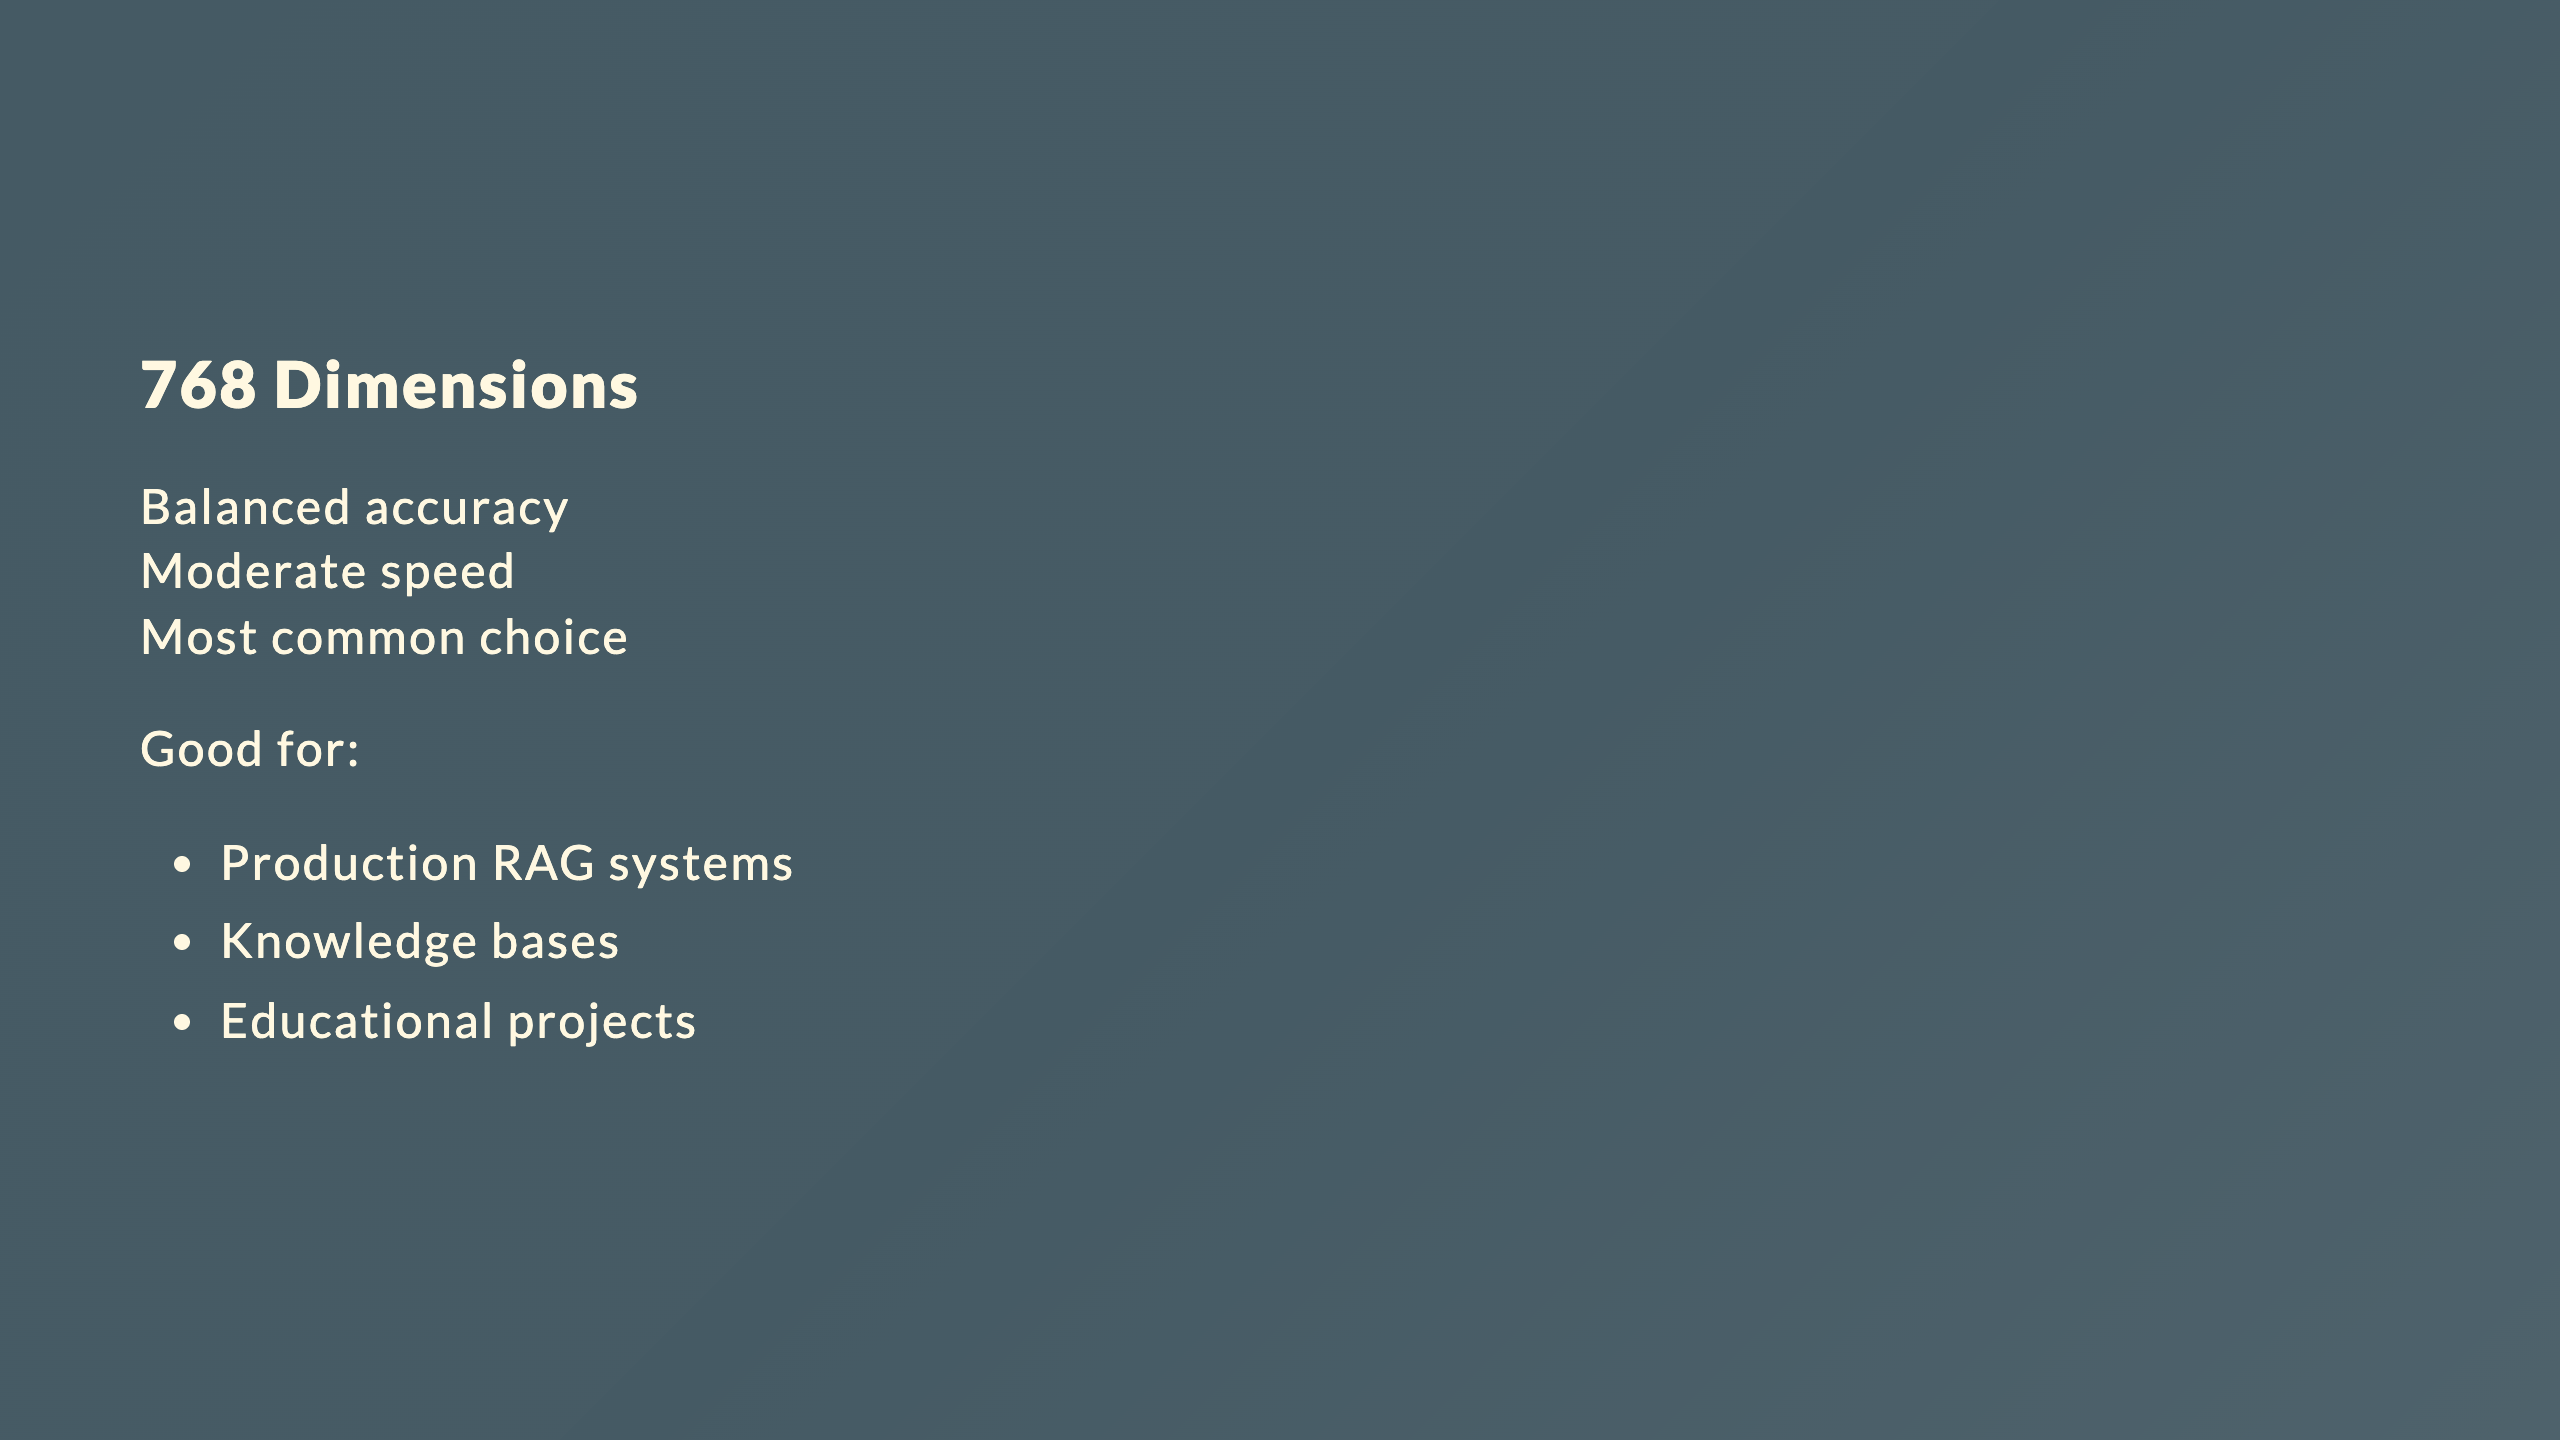 768 Dimensions
Balanced accuracy
Moderate speed
Most common choice
Good for:
• Production RAG systems
• Knowledge bases
• Educational projects